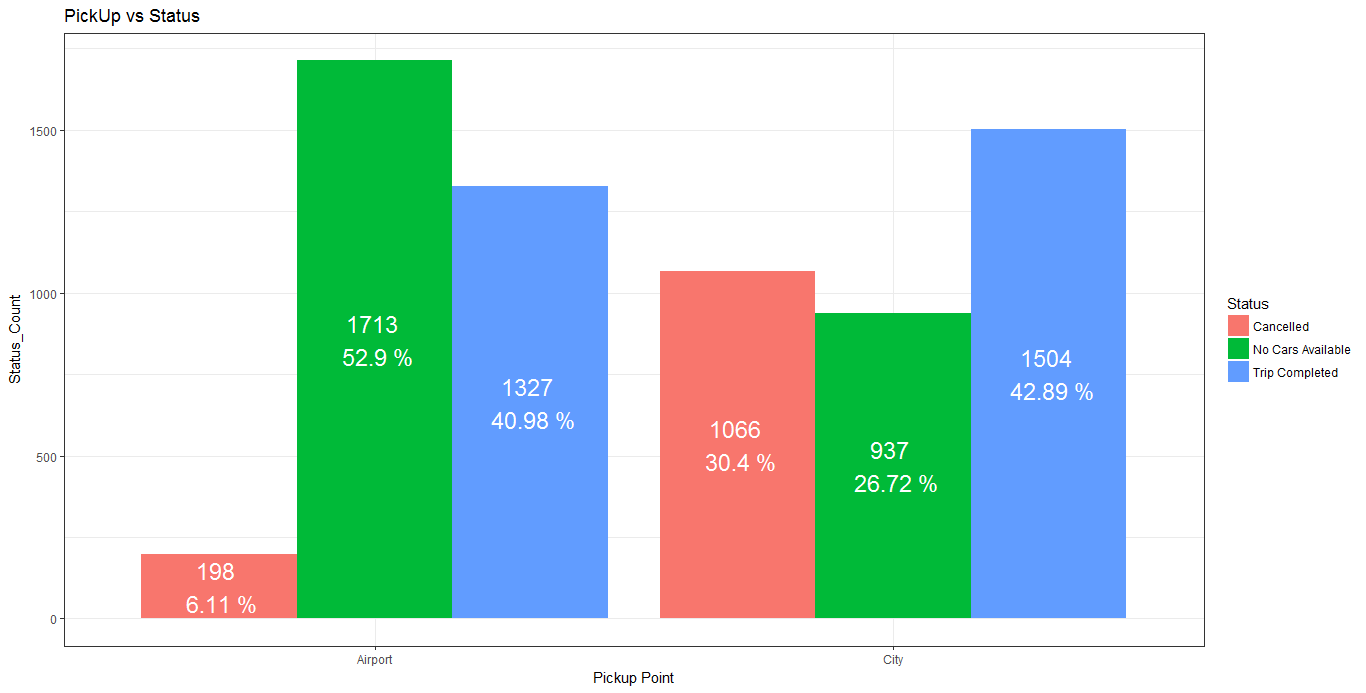 PickUp vs Status
Status_Count
1500
1000
500
0
198
6.11 %
1713
52.9 %
1327
40.98 %
1066
30.4 %
937
26.72 %
1504
42.89 %
Airport
City
Pickup Point
Status
Cancelled
No Cars Available
Trip Completed